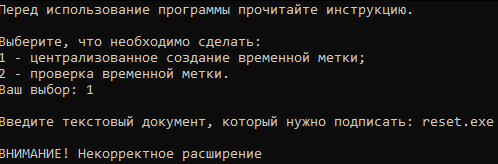 Перед использование программы прочитайте инструкцию.
Выберите, что необходимо сделать:
1 - централизованное создание временной метки;
2 - проверка временной метки.
Ваш выбор: 1
Введите текстовый документ, который нужно подписать: reset.exe
ВНИМАНИЕ! Некорректное расширение